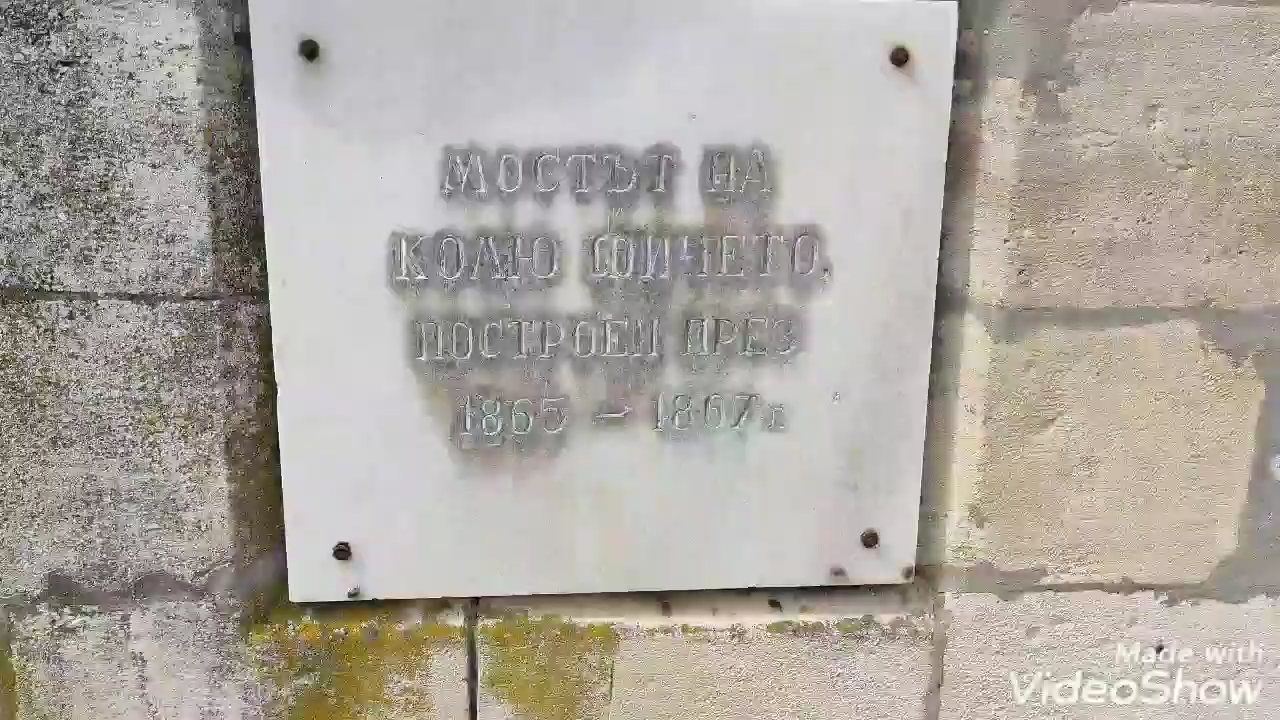 МОСТЪТ НА
КОЛЮ ФИЧЕТО,
ПОСТРОЕН ПРЕЗ
1865 – 1867 г.
Made with
VideoShow